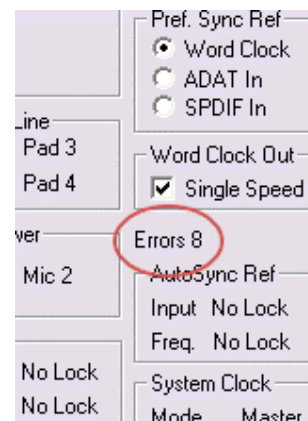 Pref. Sync Ref
Word Clock
ADAT In
SPDIF In
Line
Pad 3
Pad 4
Word Clock Out
Single Speed
ver
Mic 2
Errors 8
AutoSync Ref
Input No Lock
Freq. No Lock
No Lock
No Lock
System Clock
Mode Master